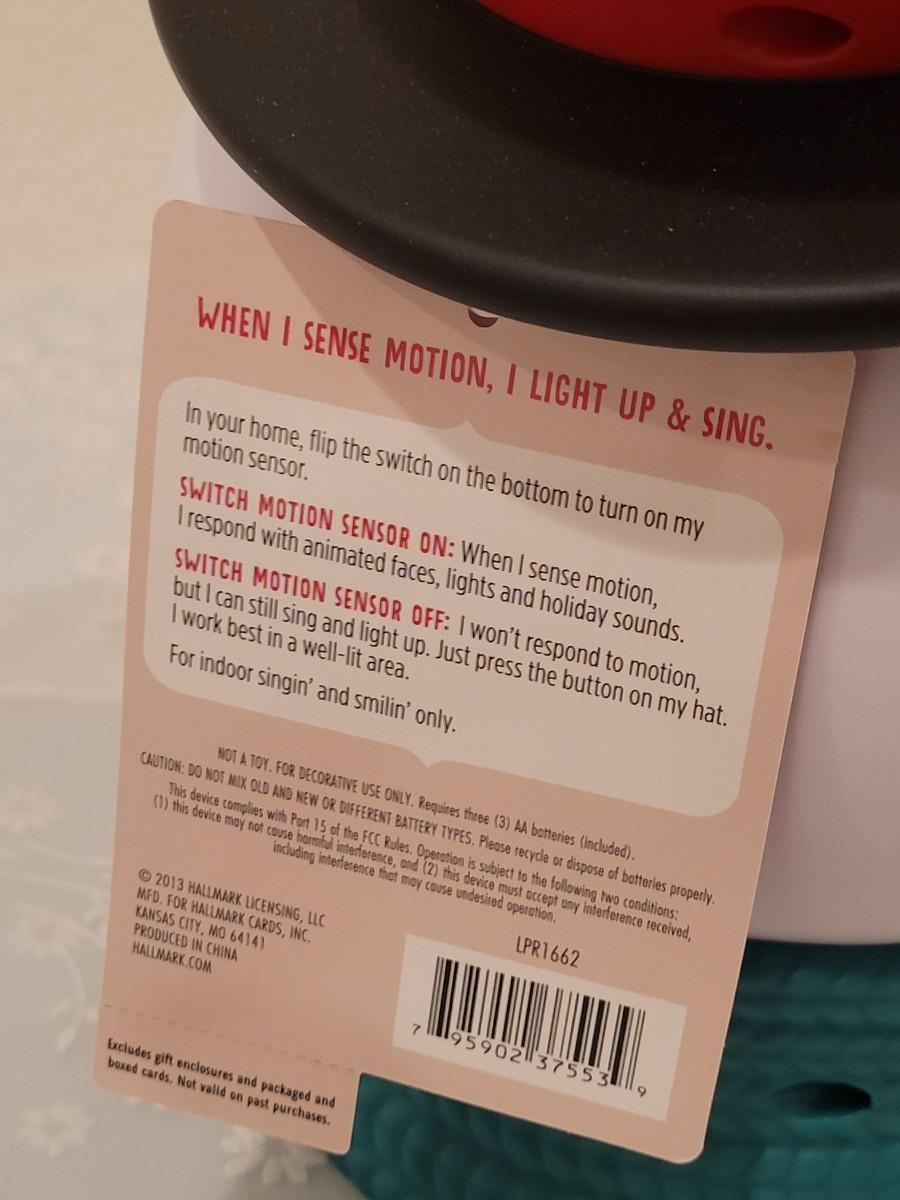 WHEN I SENSE MOTION, I LIGHT UP & SING.
In your home, flip the switch on the bottom to turn on my
motion sensor.
SWITCH MOTION SENSOR ON: When I sense motion,
I respond with animated faces, lights and holiday sounds.
SWITCH MOTION SENSOR OFF: I won't respond to motion,
but I can still sing and light up. Just press the button on my hat.
I work best in a well-lit area.
For indoor singin' and smilin' only.
NOT A TOY. FOR DECORATIVE USE ONLY. Requires three (3) AA batteries (included).
CAUTION: DO NOT MIX OLD AND NEW OR DIFFERENT BATTERY TYPES. Please recycle or dispose of batteries properly.
This device complies with Part 15 of the FCC Rules. Operation is subject to the following two conditions:
(1) this device may not cause harmful interference, and (2) this device must accept any interference received,
including interference that may cause undesired operation.
© 2013 HALLMARK LICENSING, LLC
MFD. FOR HALLMARK CARDS, INC.
KANSAS CITY, MO 64141
PRODUCED IN CHINA
HALLMARK.COM
LPR1662
7 95902 37553 9
Excludes gift enclosures and packaged and
boxed cards. Not valid on past purchases.